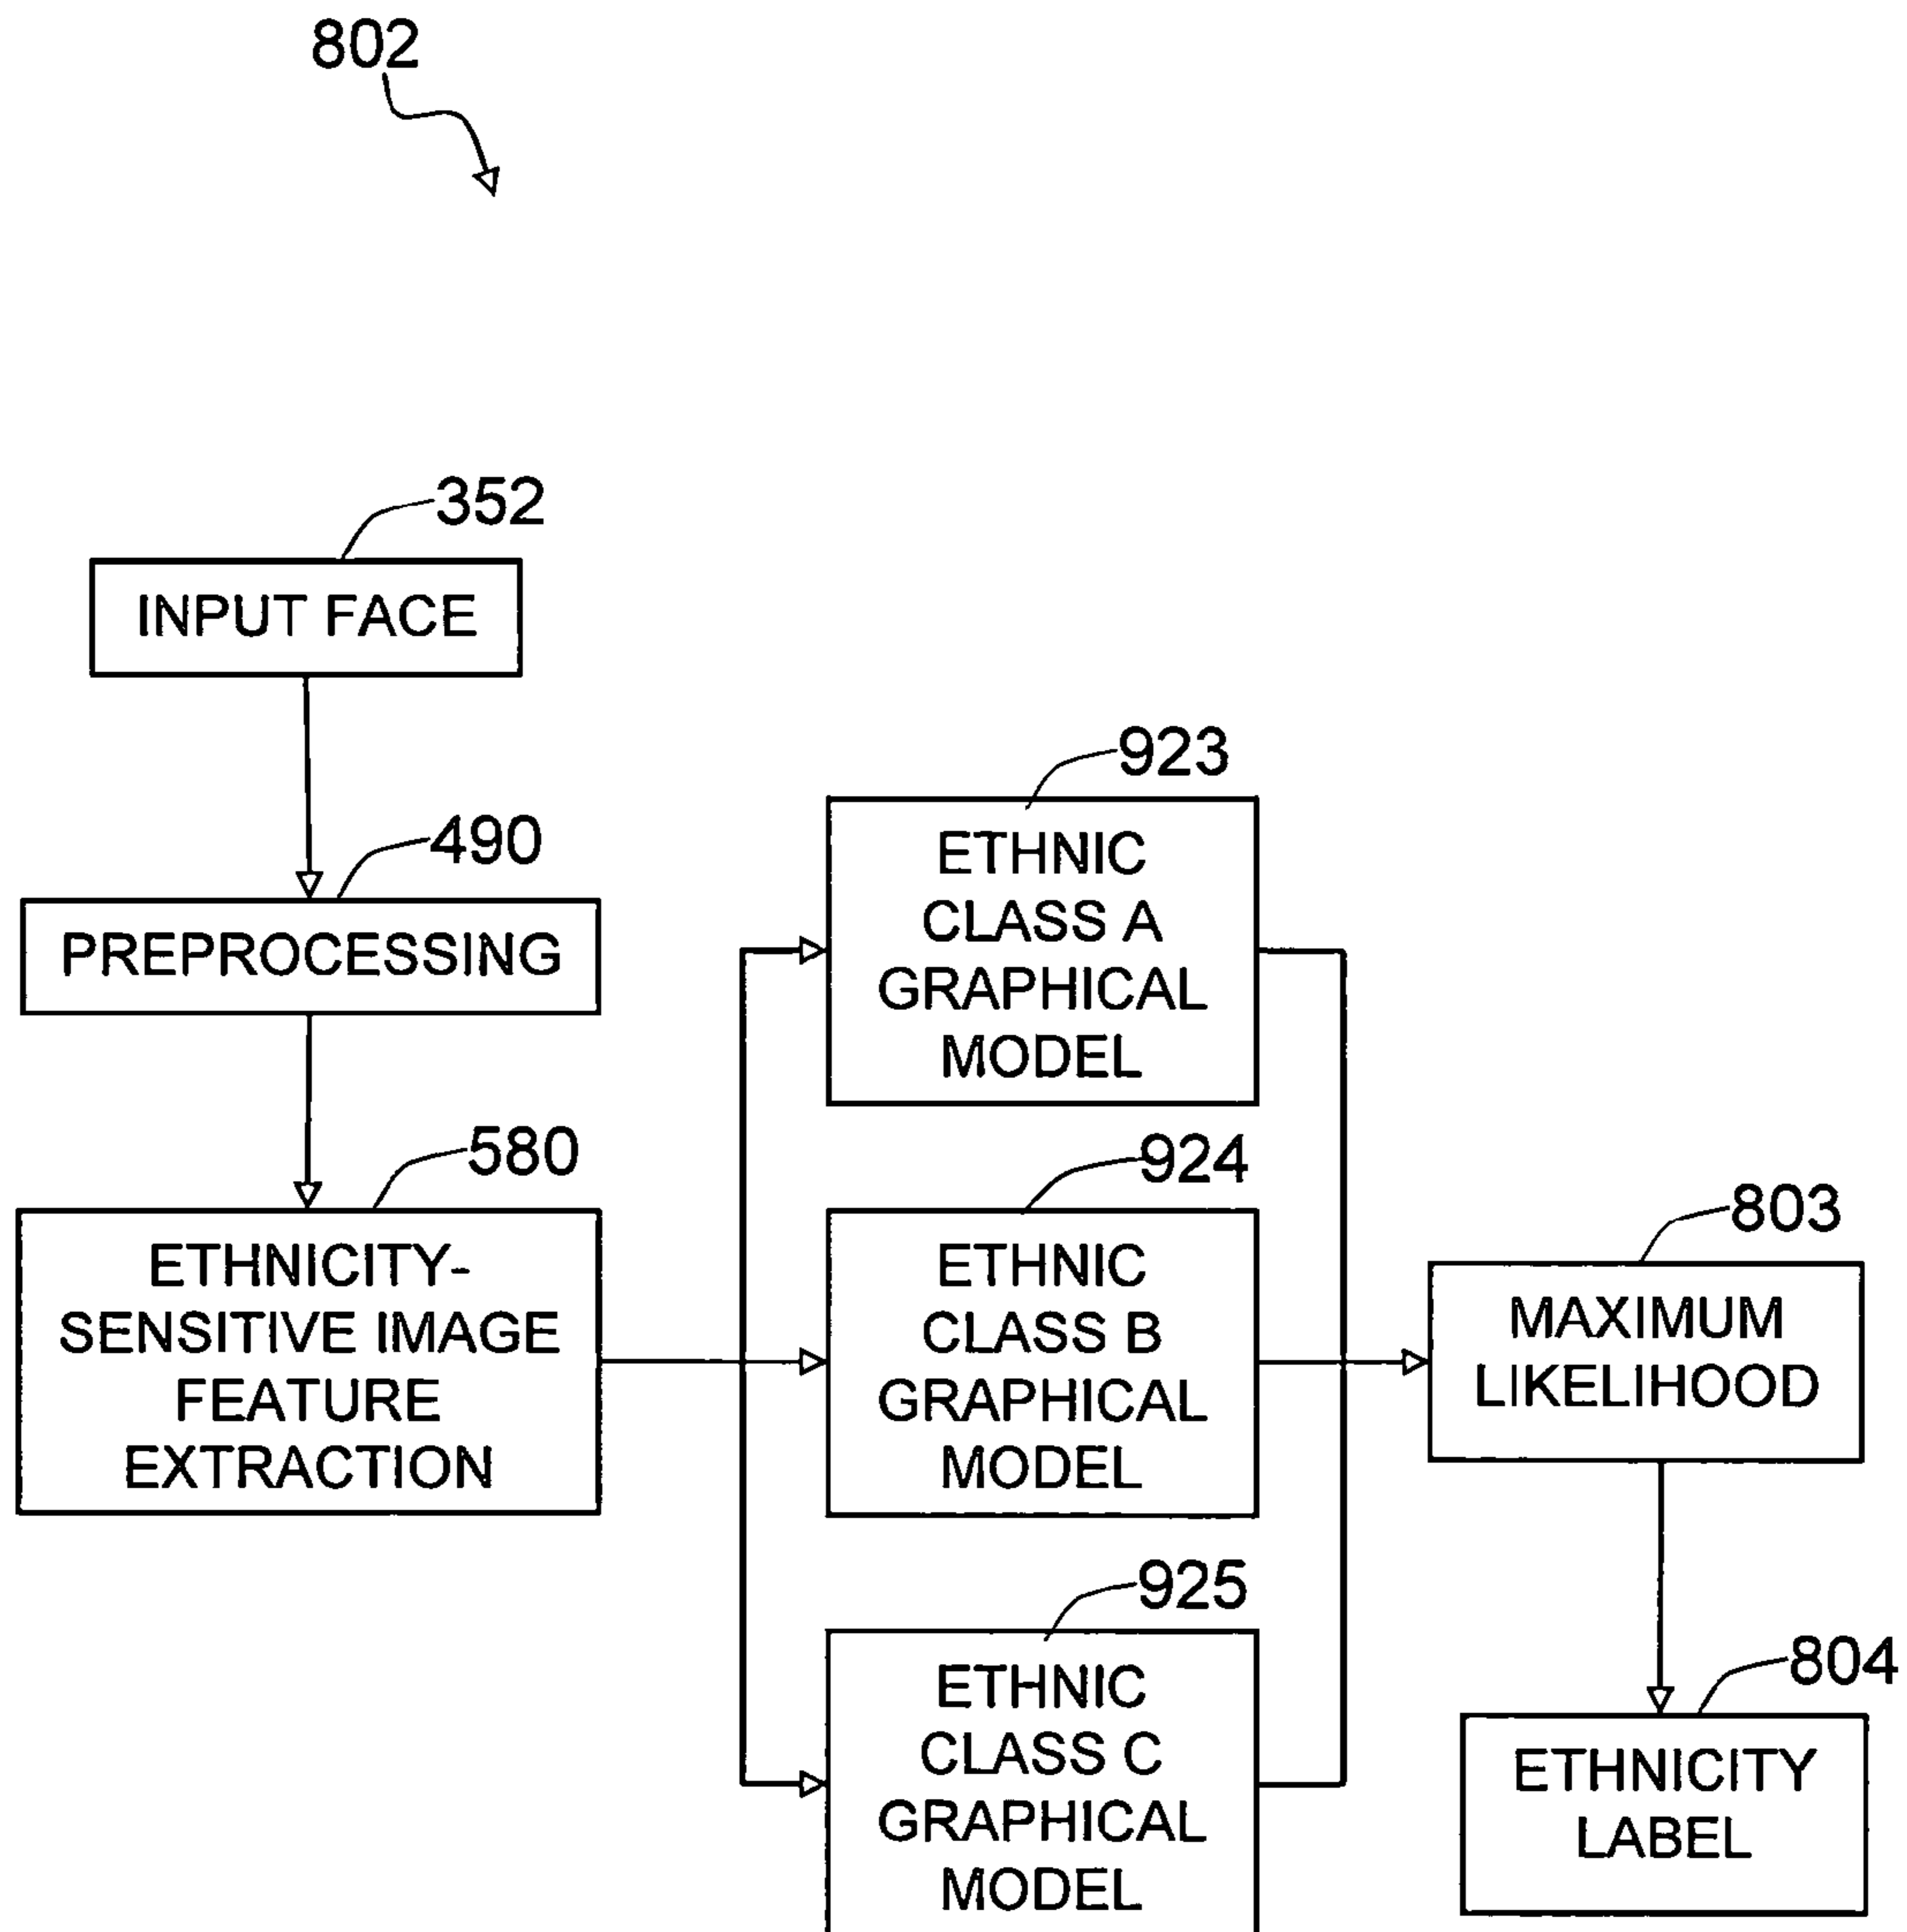 802
352
INPUT FACE
490
PREPROCESSING
580
ETHNICITY-
SENSITIVE IMAGE
FEATURE
EXTRACTION
923
ETHNIC
CLASS A
GRAPHICAL
MODEL
924
ETHNIC
CLASS B
GRAPHICAL
MODEL
925
ETHNIC
CLASS C
GRAPHICAL
MODEL
803
MAXIMUM
LIKELIHOOD
804
ETHNICITY
LABEL